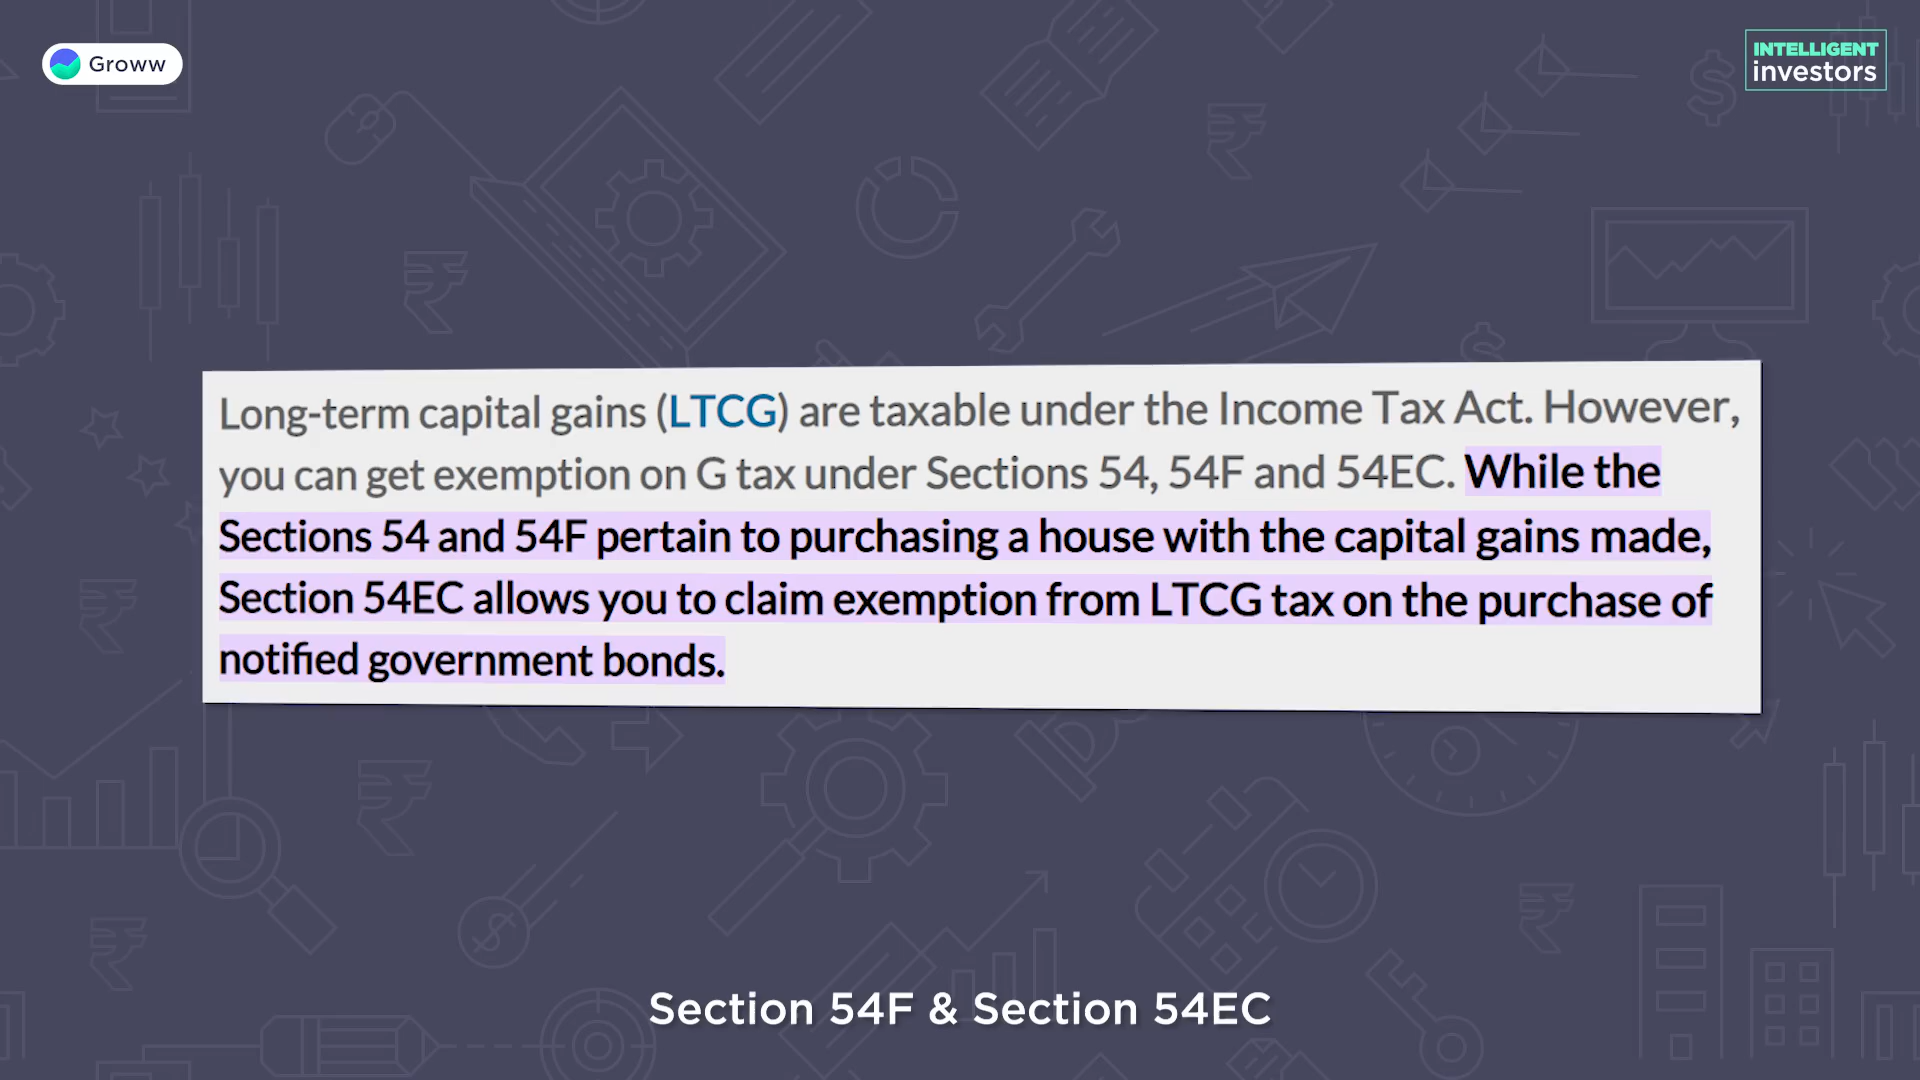 Groww
INTELLIGENT
investors
Long-term capital gains (LTCG) are taxable under the Income Tax Act. However,
you can get exemption on G tax under Sections 54, 54F and 54EC. While the
Sections 54 and 54F pertain to purchasing a house with the capital gains made,
Section 54EC allows you to claim exemption from LTCG tax on the purchase of
notified government bonds.
Section 54F & Section 54EC